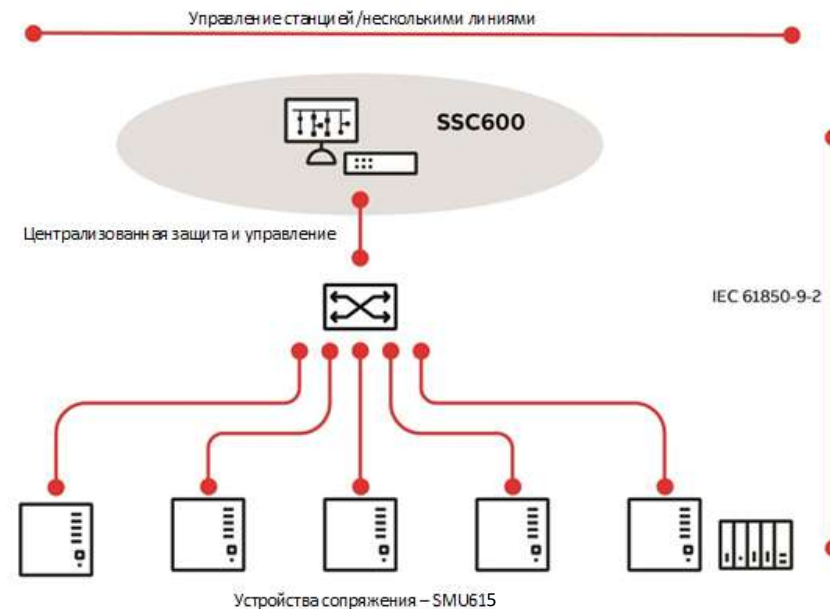 Управление станцией/несколькими линиями
SSC600
Централизованная защита и управление
IEC 61850-9-2
Устройства сопряжения – SMU615